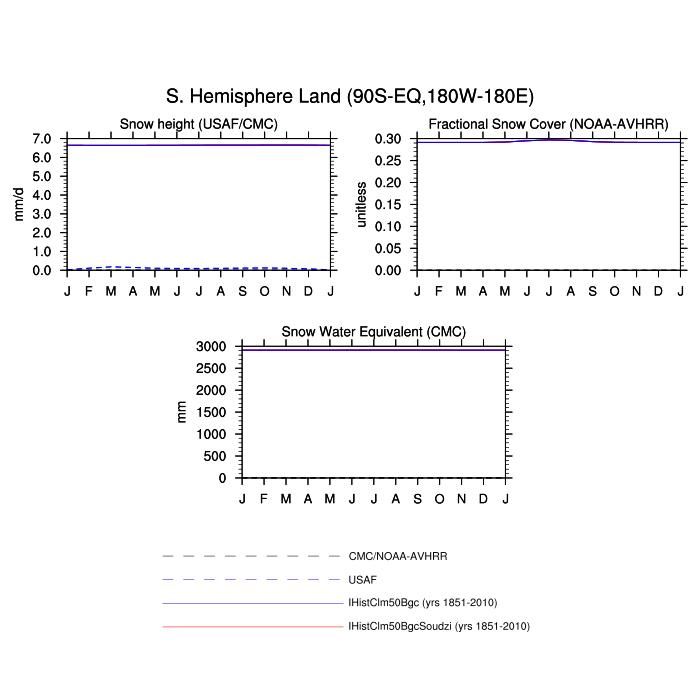 S. Hemisphere Land (90S-EQ,180W-180E)
Snow height (USAF/CMC)
mm/d
7.0
6.0
5.0
4.0
3.0
2.0
1.0
0.0
J F M A M J J A S O N D J
Fractional Snow Cover (NOAA-AVHRR)
unitless
0.30
0.25
0.20
0.15
0.10
0.05
0.00
J F M A M J J A S O N D J
Snow Water Equivalent (CMC)
mm
3000
2500
2000
1500
1000
500
0
J F M A M J J A S O N D J
CMC/NOAA-AVHRR
USAF
IHistClm50Bgc (yrs 1851-2010)
IHistClm50BgcSoudzi (yrs 1851-2010)